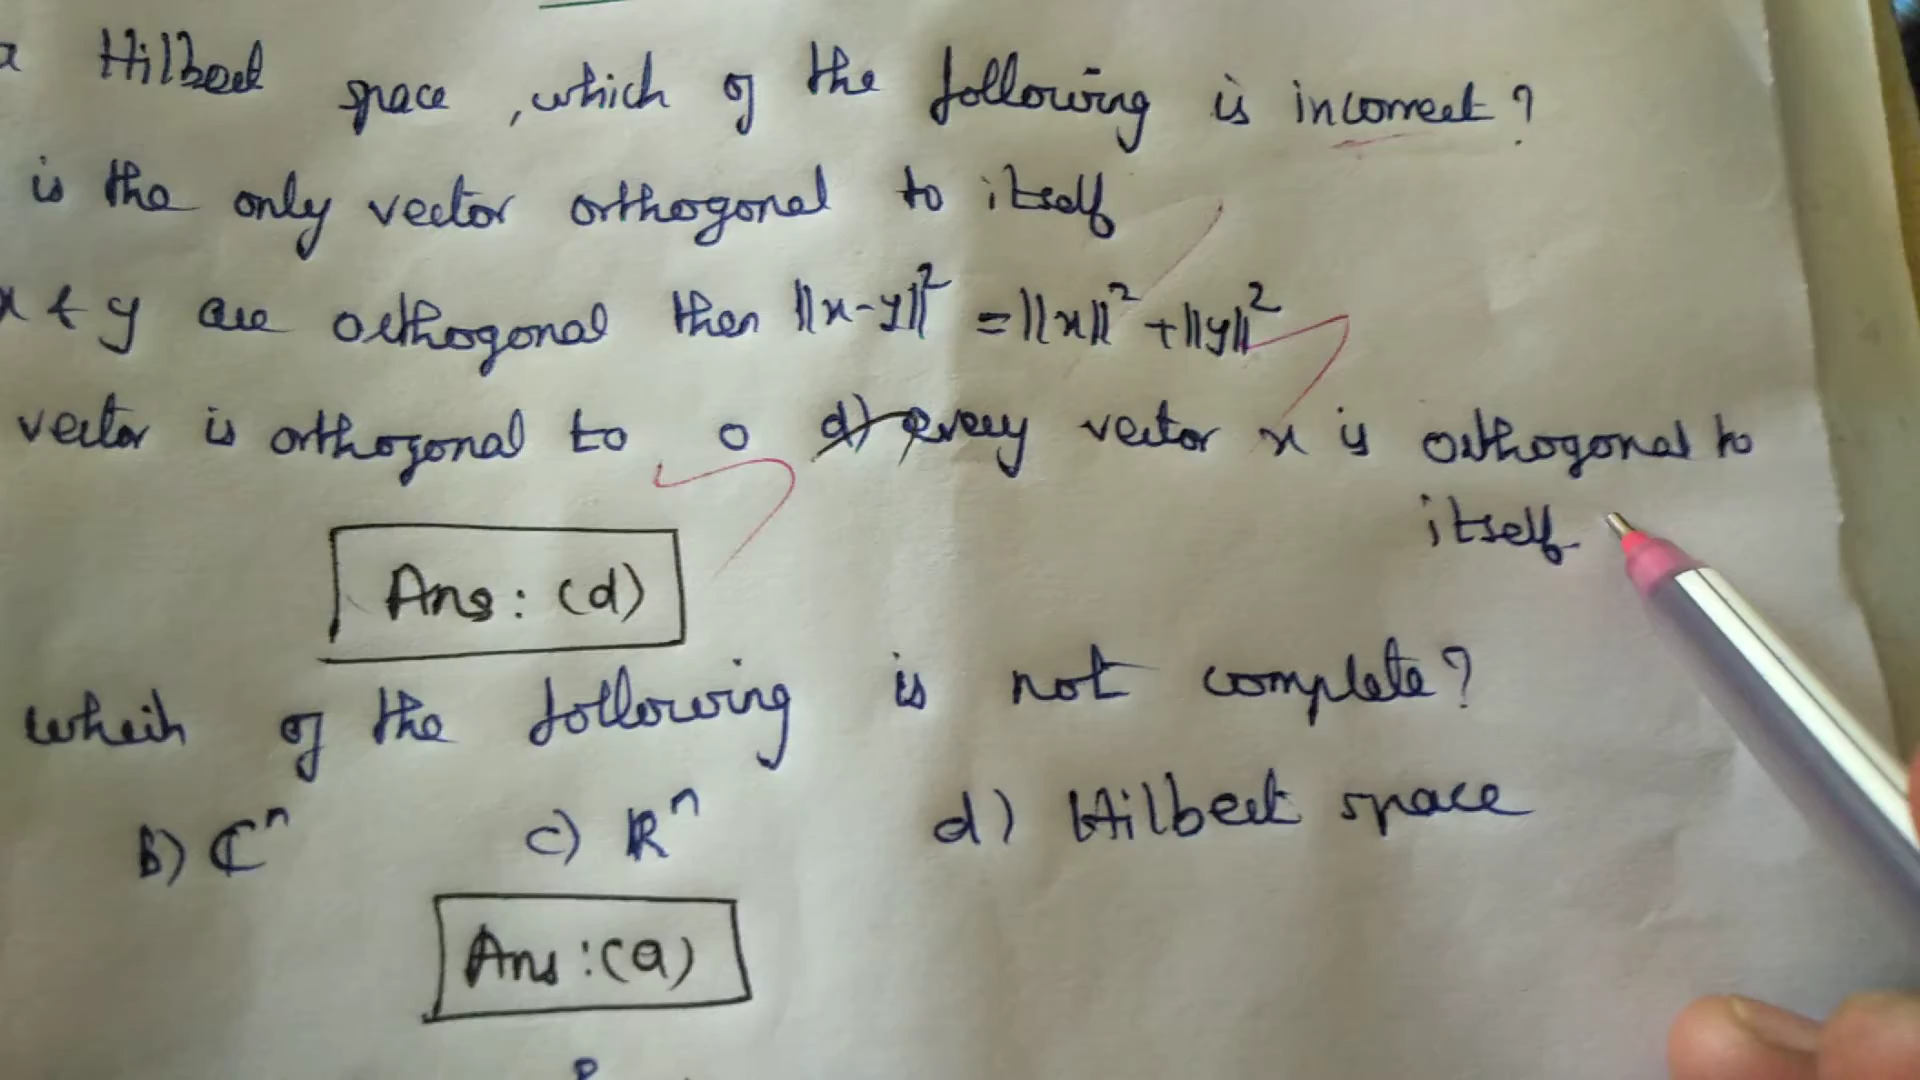 a Hilbert space, which of the following is incorrect?
is the only vector orthogonal to itself
x & y are orthogonal then ||x-y||² = ||x||² + ||y||²
vector is orthogonal to 0 d) every vector x is orthogonal to
itself
Ans: (d)
which of the following is not complete?
b) ℂⁿ c) ℝⁿ d) Hilbert space
Ans: (a)